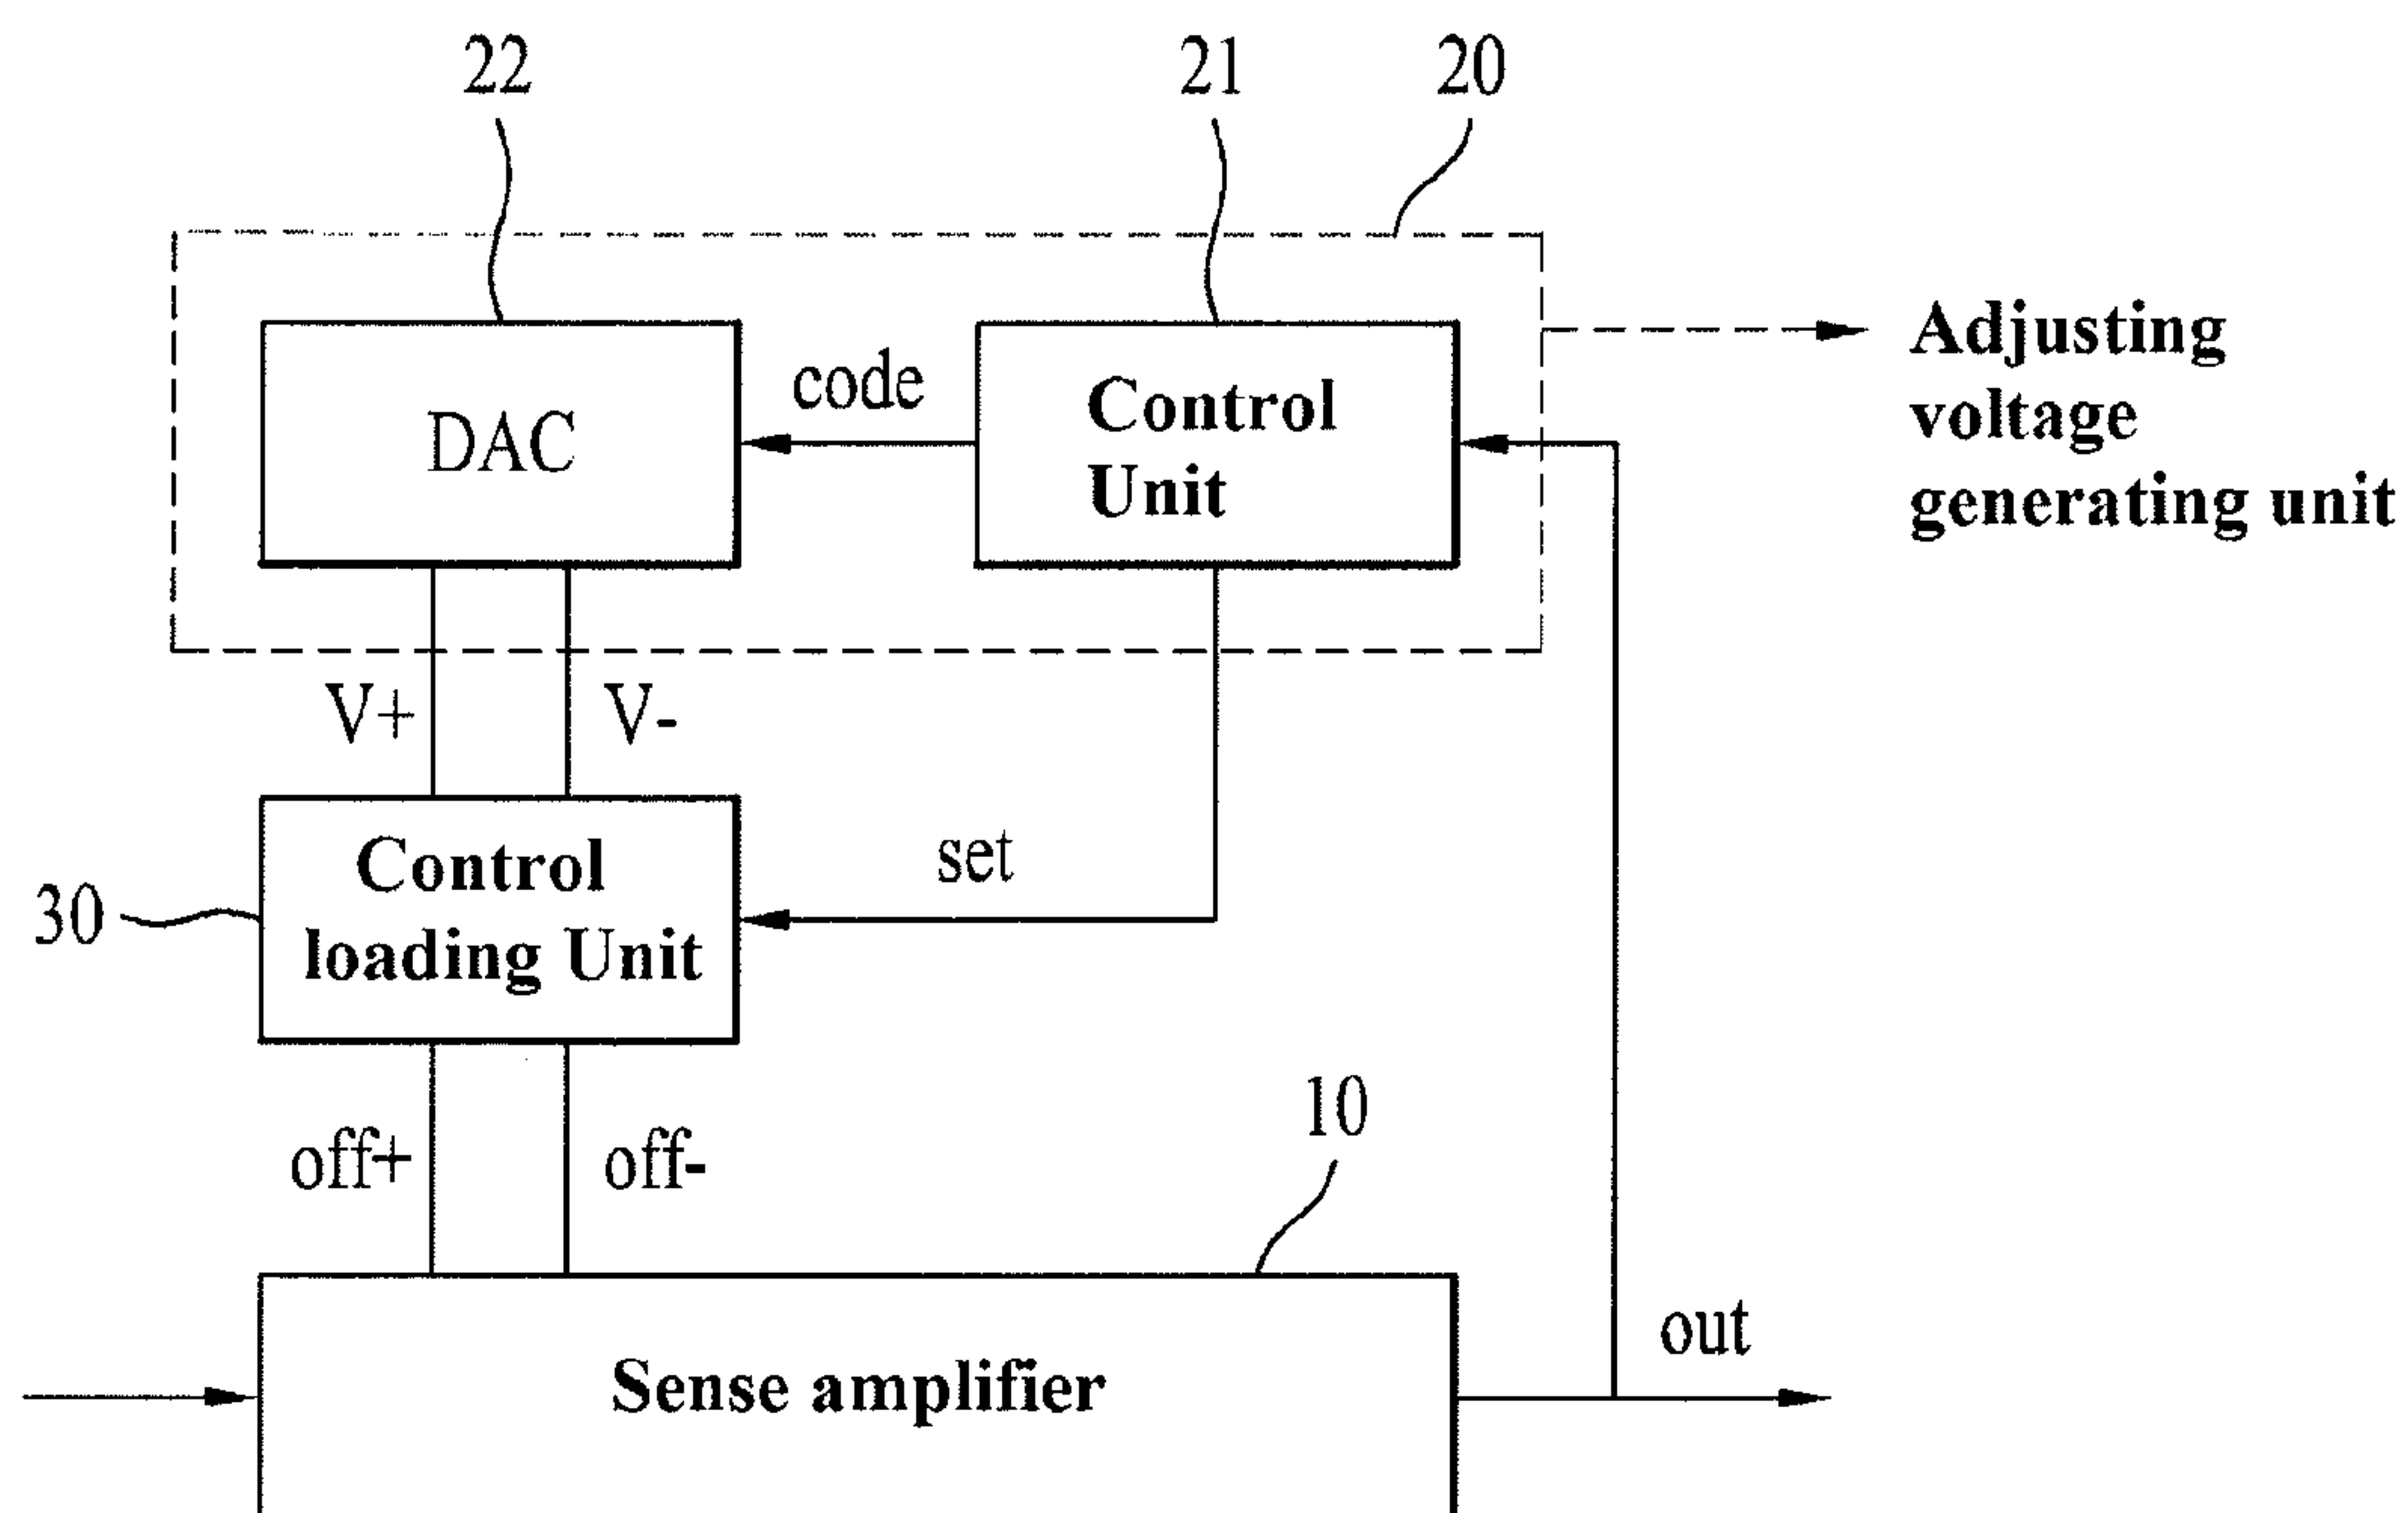 22
21
20
DAC
code
Control
Unit
Adjusting
voltage
generating unit
V+
V-
30
Control
loading Unit
set
off+
off-
10
Sense amplifier
out